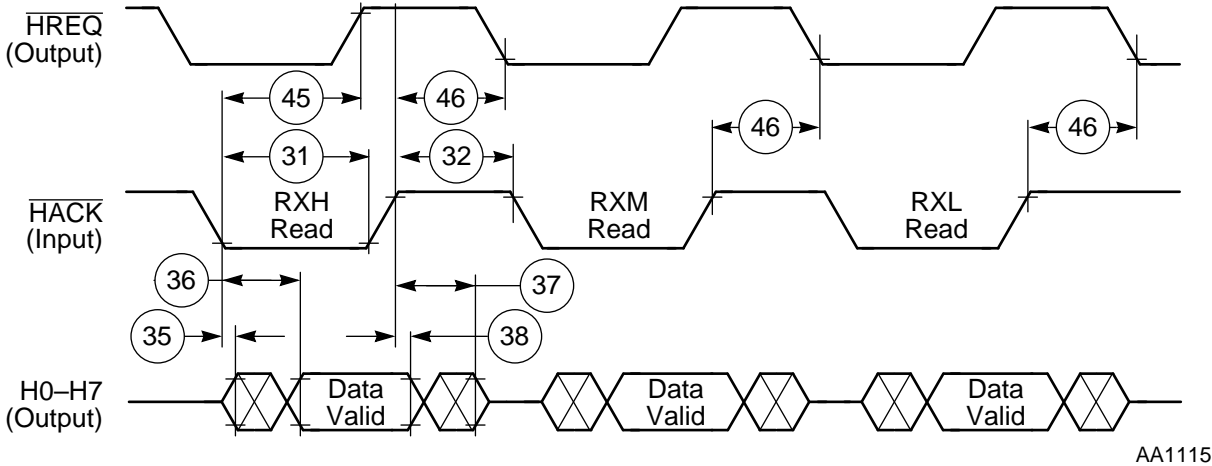 HREQ
(Output)
45
46
46
46
31
32
HACK
(Input)
RXH
Read
RXM
Read
RXL
Read
36
37
35
38
H0–H7
(Output)
Data
Valid
Data
Valid
Data
Valid
AA1115